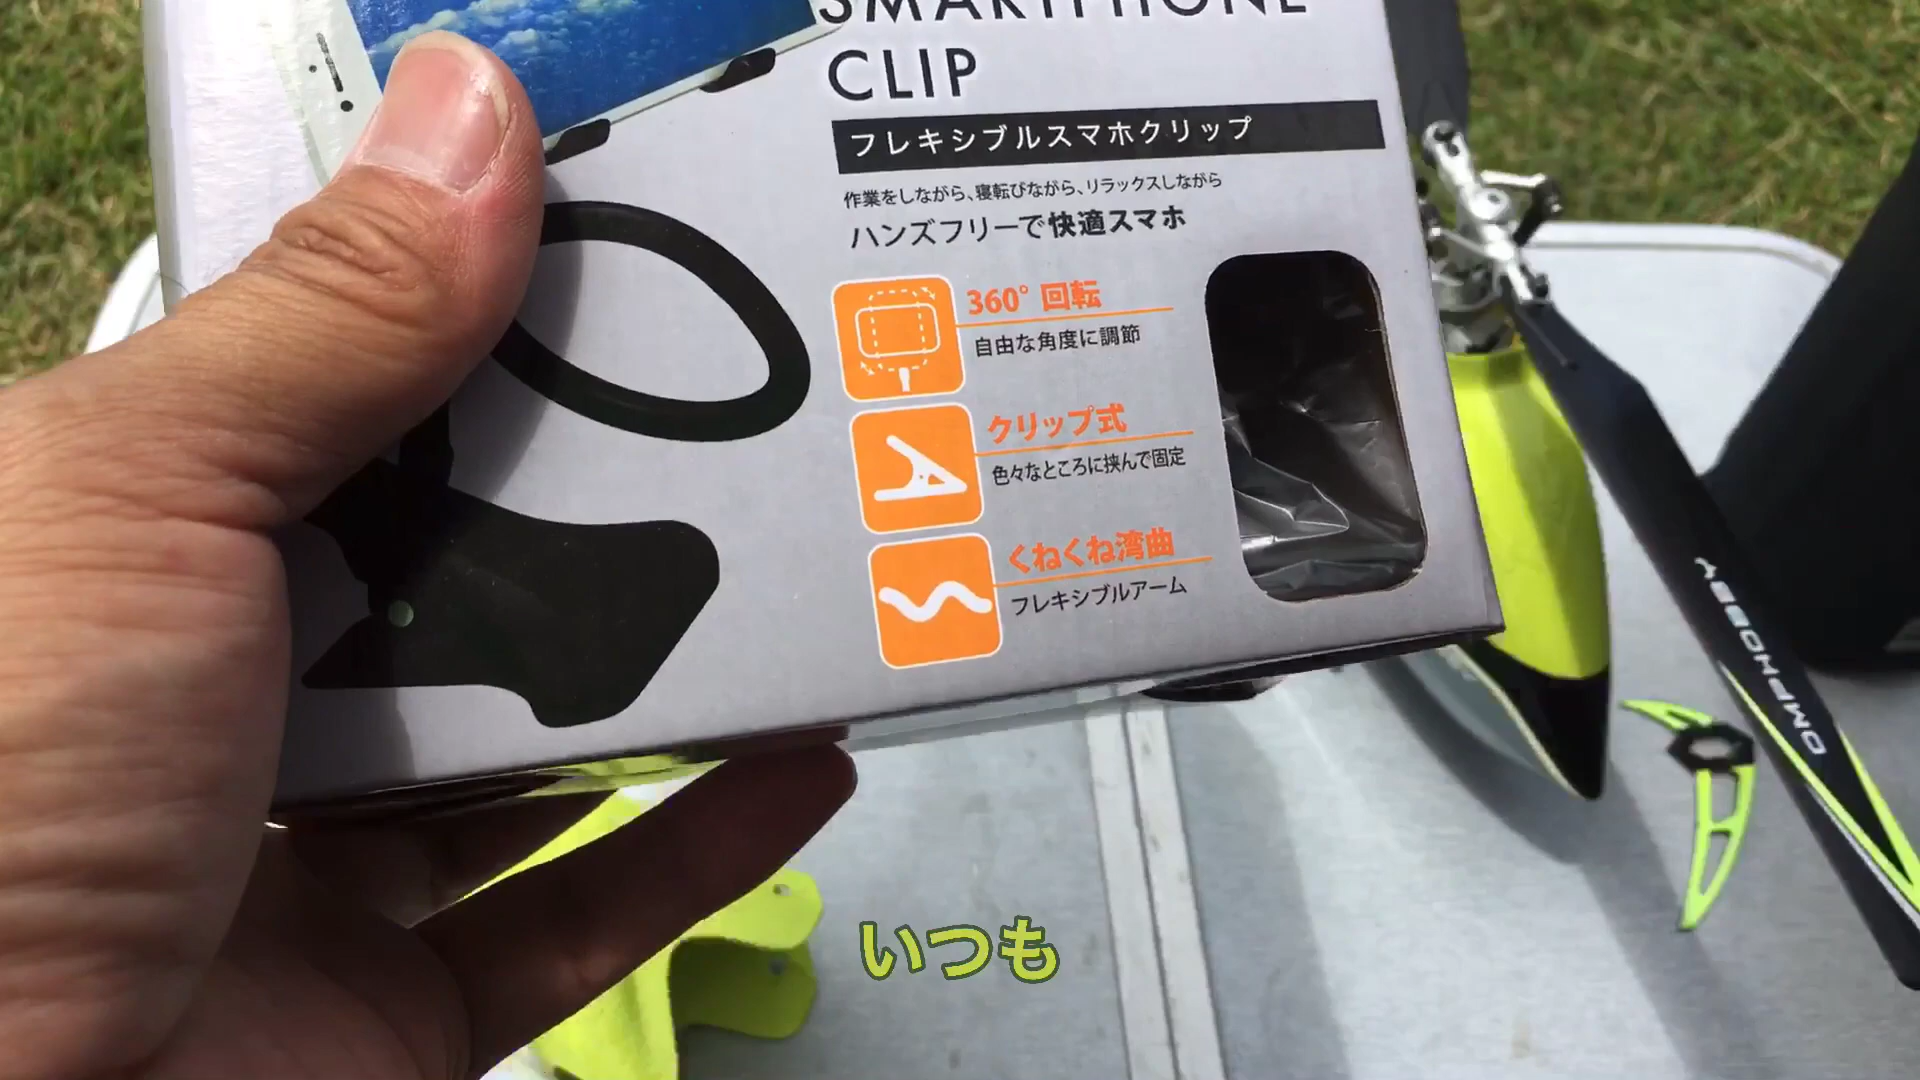 SMARTPHONE
CLIP
フレキシブルスマホクリップ
作業をしながら、寝転びながら、リラックスしながら
ハンズフリーで快適スマホ
360° 回転
自由な角度に調節
クリップ式
色々なところに挟んで固定
くねくね湾曲
フレキシブルアーム
OMPHOBBY
いつも